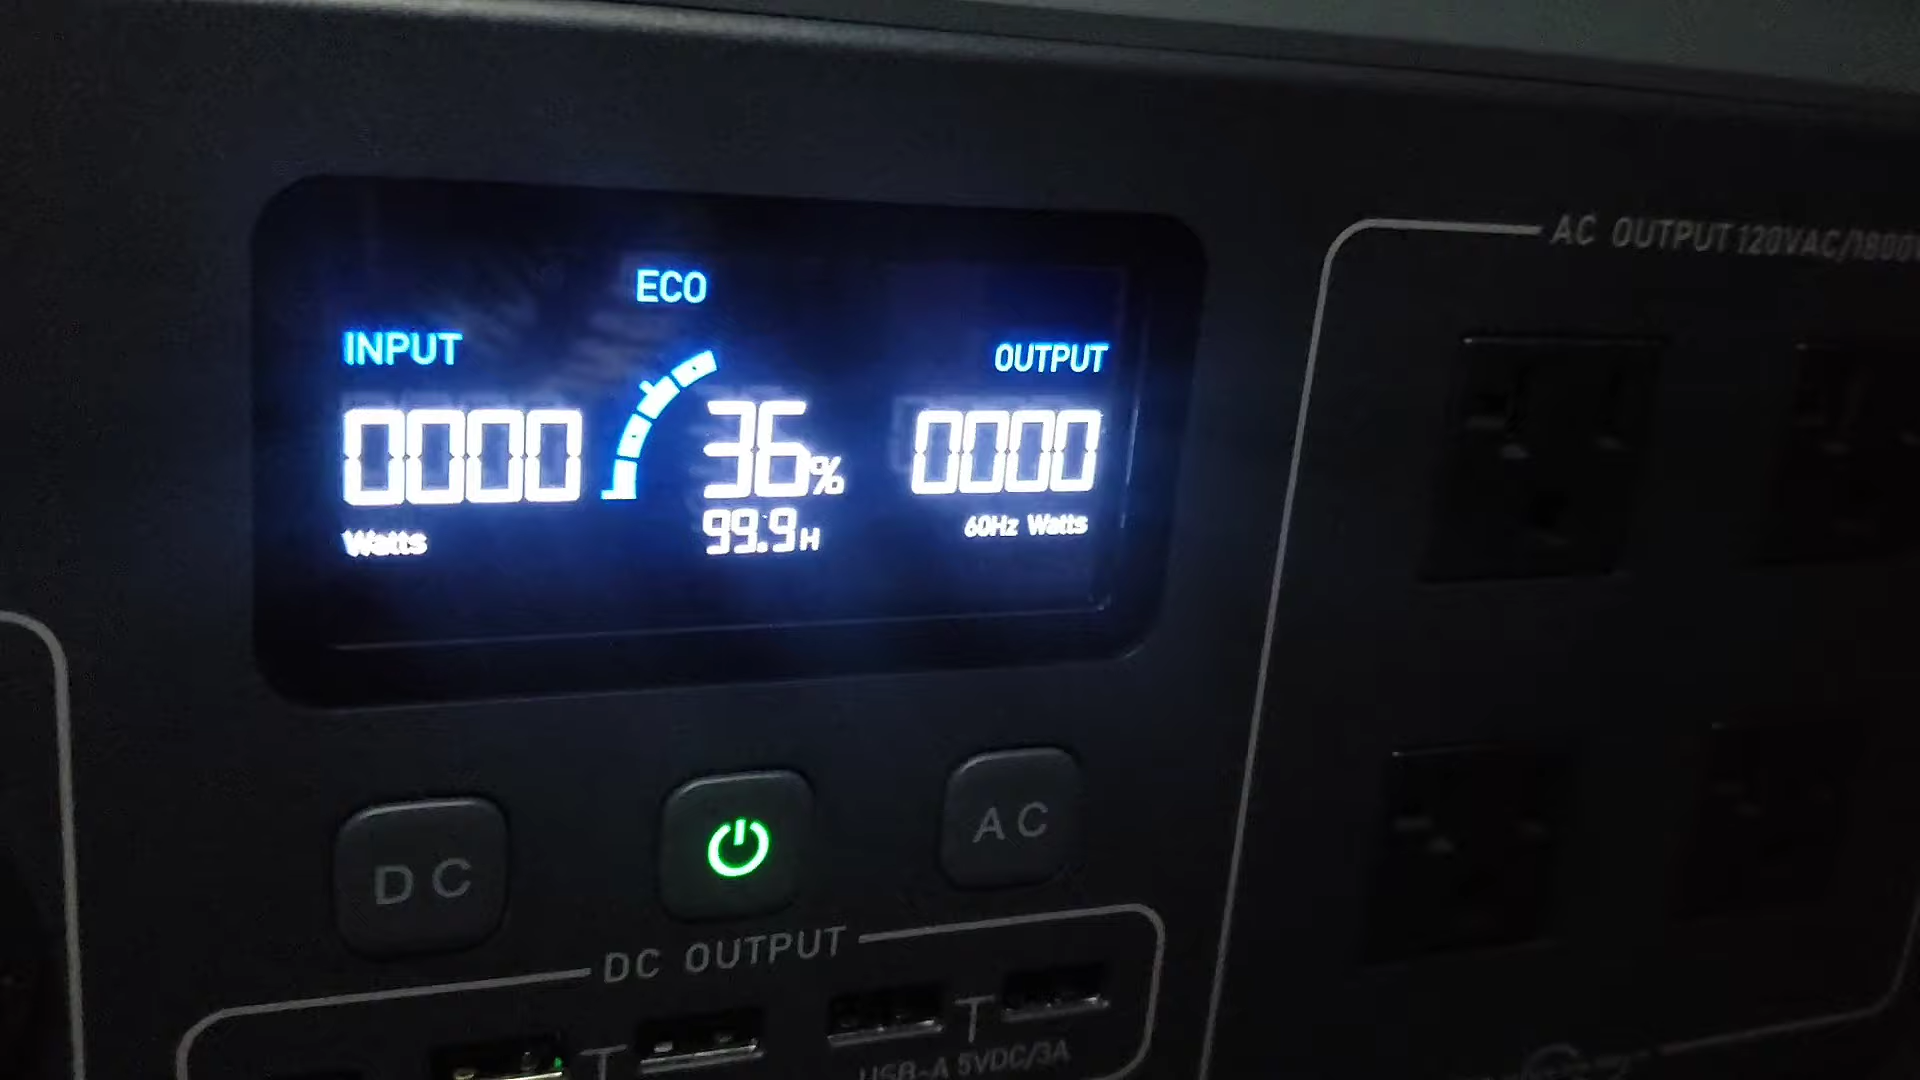 AC OUTPUT 120VAC/1800W
ECO
INPUT
OUTPUT
0000
36%
0000
Watts
99.9H
60Hz Watts
DC
AC
DC OUTPUT
USB-A 5VDC/3A